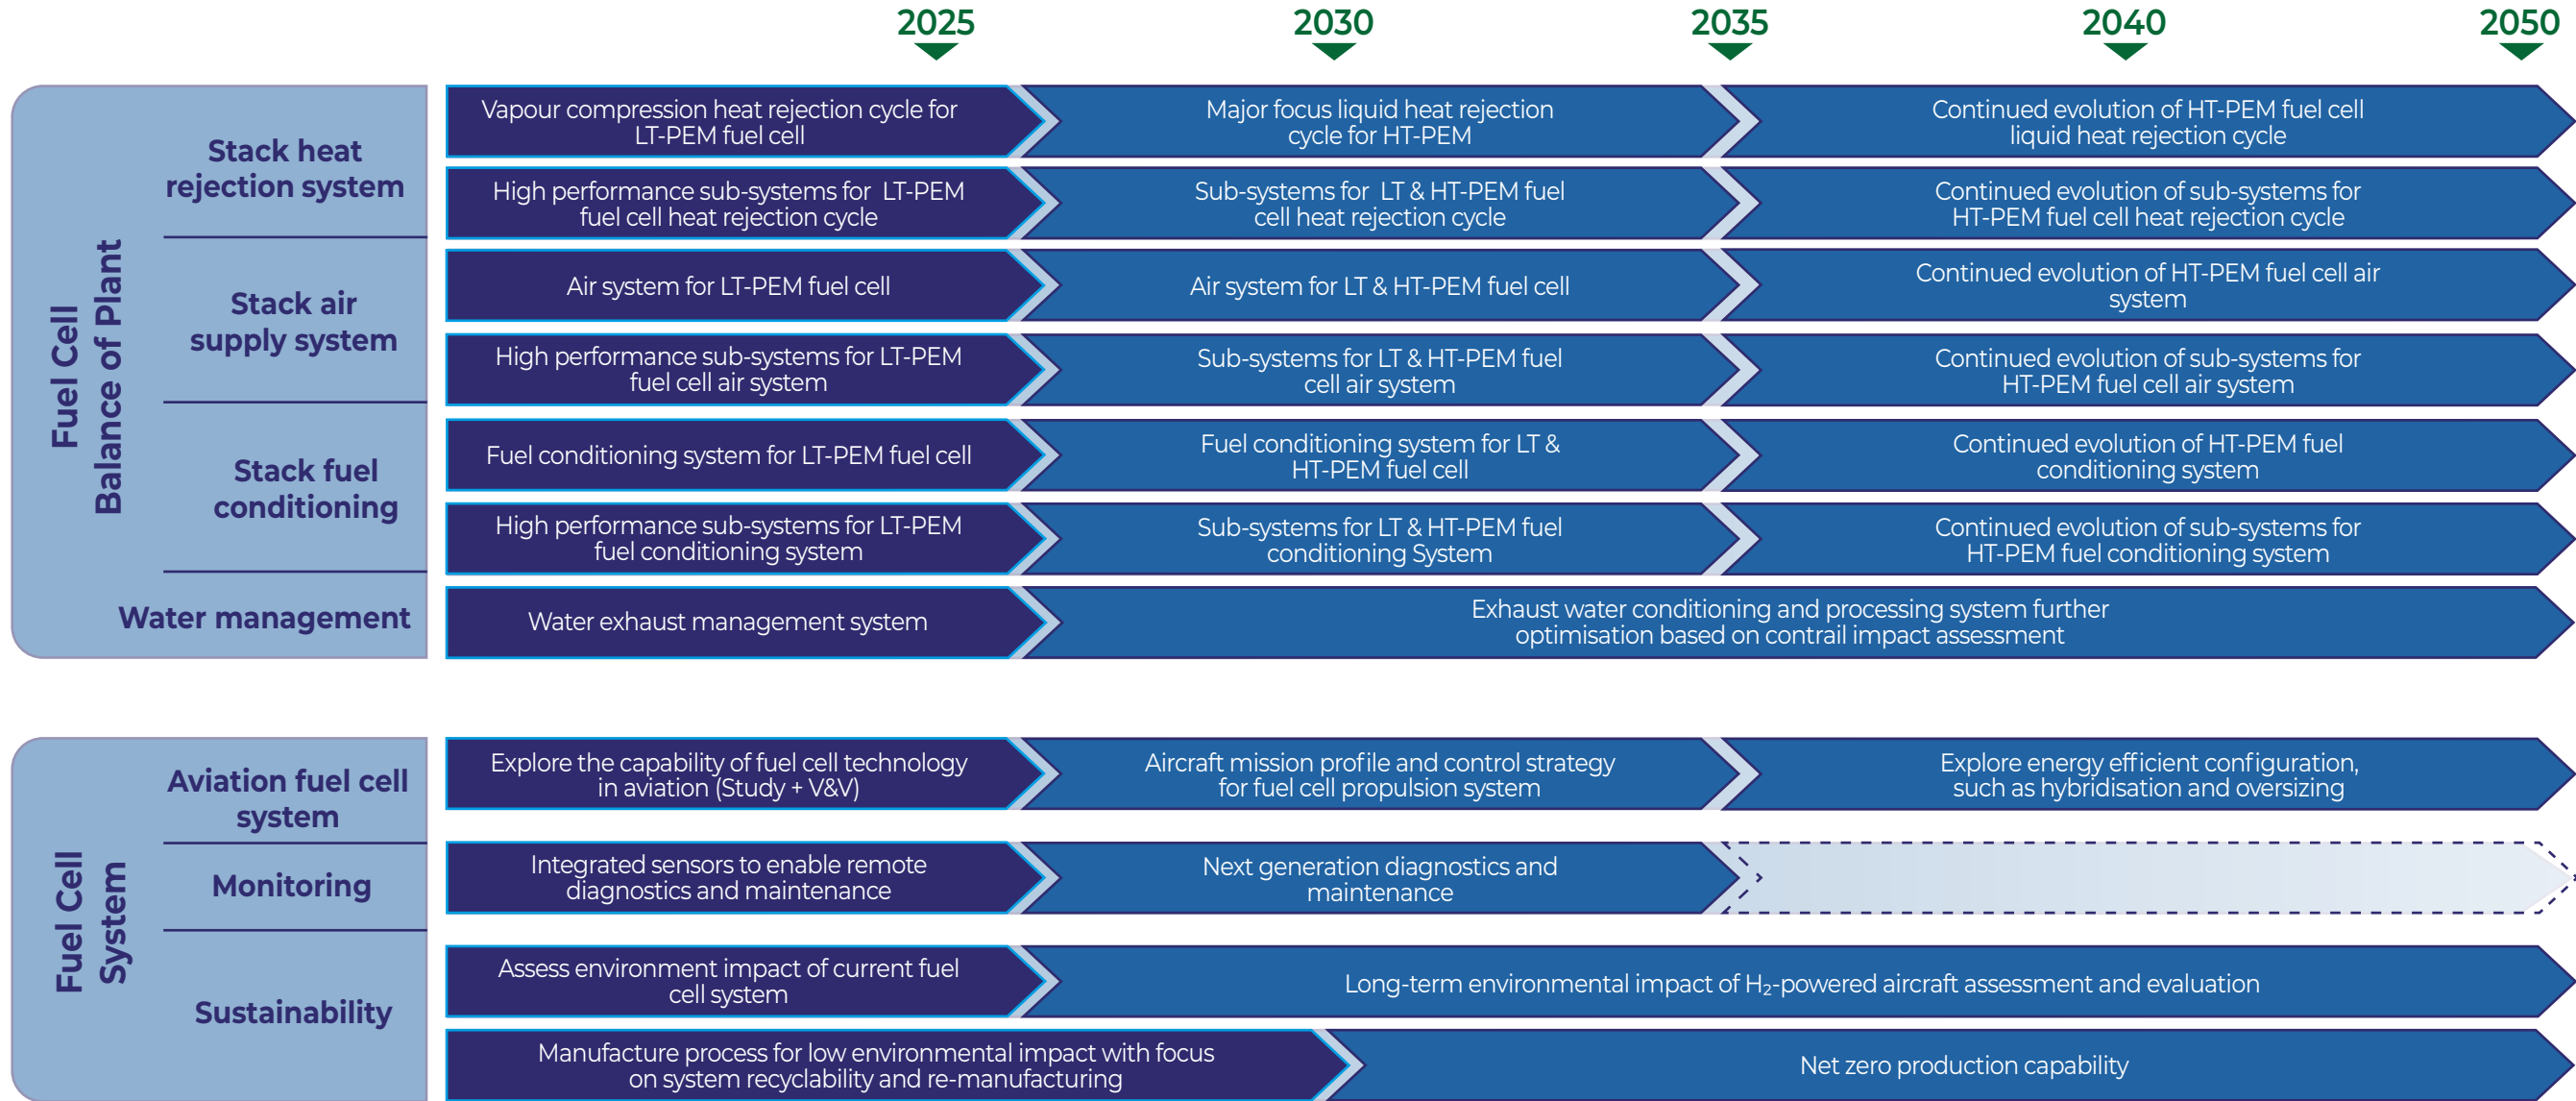 2025
2030
2035
2040
2050
Fuel Cell
Balance of Plant
Stack heat
rejection system
Vapour compression heat rejection cycle for
LT-PEM fuel cell
Major focus liquid heat rejection
cycle for HT-PEM
Continued evolution of HT-PEM fuel cell
liquid heat rejection cycle
High performance sub-systems for LT-PEM
fuel cell heat rejection cycle
Sub-systems for LT & HT-PEM fuel
cell heat rejection cycle
Continued evolution of sub-systems for
HT-PEM fuel cell heat rejection cycle
Stack air
supply system
Air system for LT-PEM fuel cell
Air system for LT & HT-PEM fuel cell
Continued evolution of HT-PEM fuel cell air
system
High performance sub-systems for LT-PEM
fuel cell air system
Sub-systems for LT & HT-PEM fuel
cell air system
Continued evolution of sub-systems for
HT-PEM fuel cell air system
Stack fuel
conditioning
Fuel conditioning system for LT-PEM fuel cell
Fuel conditioning system for LT &
HT-PEM fuel cell
Continued evolution of HT-PEM fuel
conditioning system
High performance sub-systems for LT-PEM
fuel conditioning system
Sub-systems for LT & HT-PEM fuel
conditioning System
Continued evolution of sub-systems for
HT-PEM fuel conditioning system
Water management
Water exhaust management system
Exhaust water conditioning and processing system further
optimisation based on contrail impact assessment
Fuel Cell
System
Aviation fuel cell
system
Explore the capability of fuel cell technology
in aviation (Study + V&V)
Aircraft mission profile and control strategy
for fuel cell propulsion system
Explore energy efficient configuration,
such as hybridisation and oversizing
Monitoring
Integrated sensors to enable remote
diagnostics and maintenance
Next generation diagnostics and
maintenance
Sustainability
Assess environment impact of current fuel
cell system
Long-term environmental impact of H₂-powered aircraft assessment and evaluation
Manufacture process for low environmental impact with focus
on system recyclability and re-manufacturing
Net zero production capability